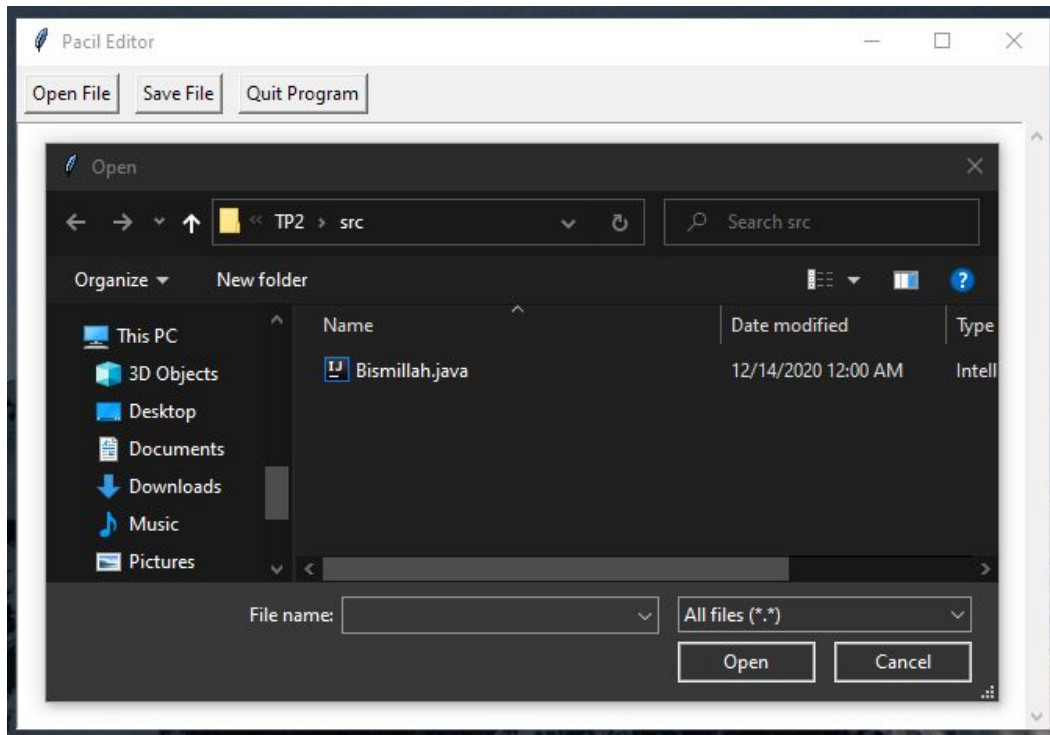 Pacil Editor
Open File Save File Quit Program
Open
« TP2 › src Search src
Organize New folder ?
Name Date modified Type
This PC
3D Objects
Desktop
Documents
Downloads
Music
Pictures
IJ Bismillah.java 12/14/2020 12:00 AM Intell
File name: All files (*.*)
Open Cancel